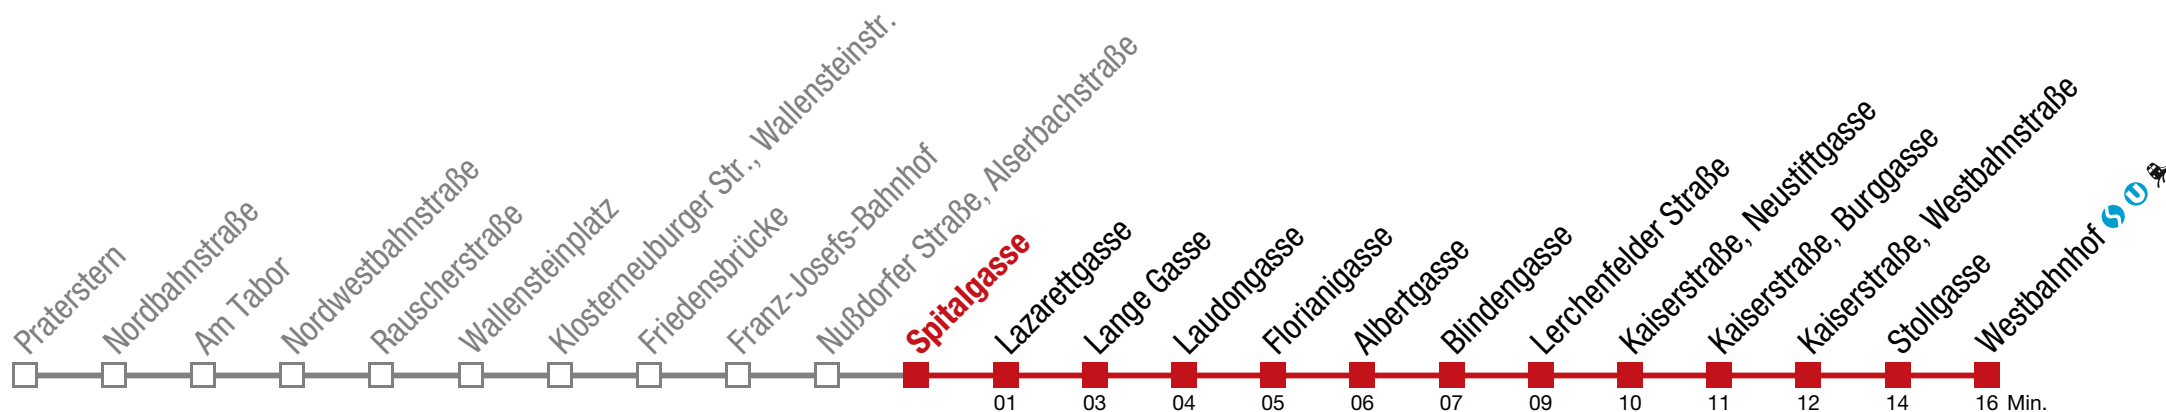 Praterstern
Nordbahnstraße
Am Tabor
Nordwestbahnstraße
Rauscherstraße
Wallensteinplatz
Klosterneuburger Str., Wallensteinstr.
Friedensbrücke
Franz-Josefs-Bahnhof
Nußdorfer Straße, Alserbachstraße
Spitalgasse
Lazarettgasse
Lange Gasse
Laudongasse
Florianigasse
Albertgasse
Blindengasse
Lerchenfelder Straße
Kaiserstraße, Neustiftgasse
Kaiserstraße, Burggasse
Kaiserstraße, Westbahnstraße
Stollgasse
Westbahnhof S U
01 03 04 05 06 07 09 10 11 12 14 16 Min.